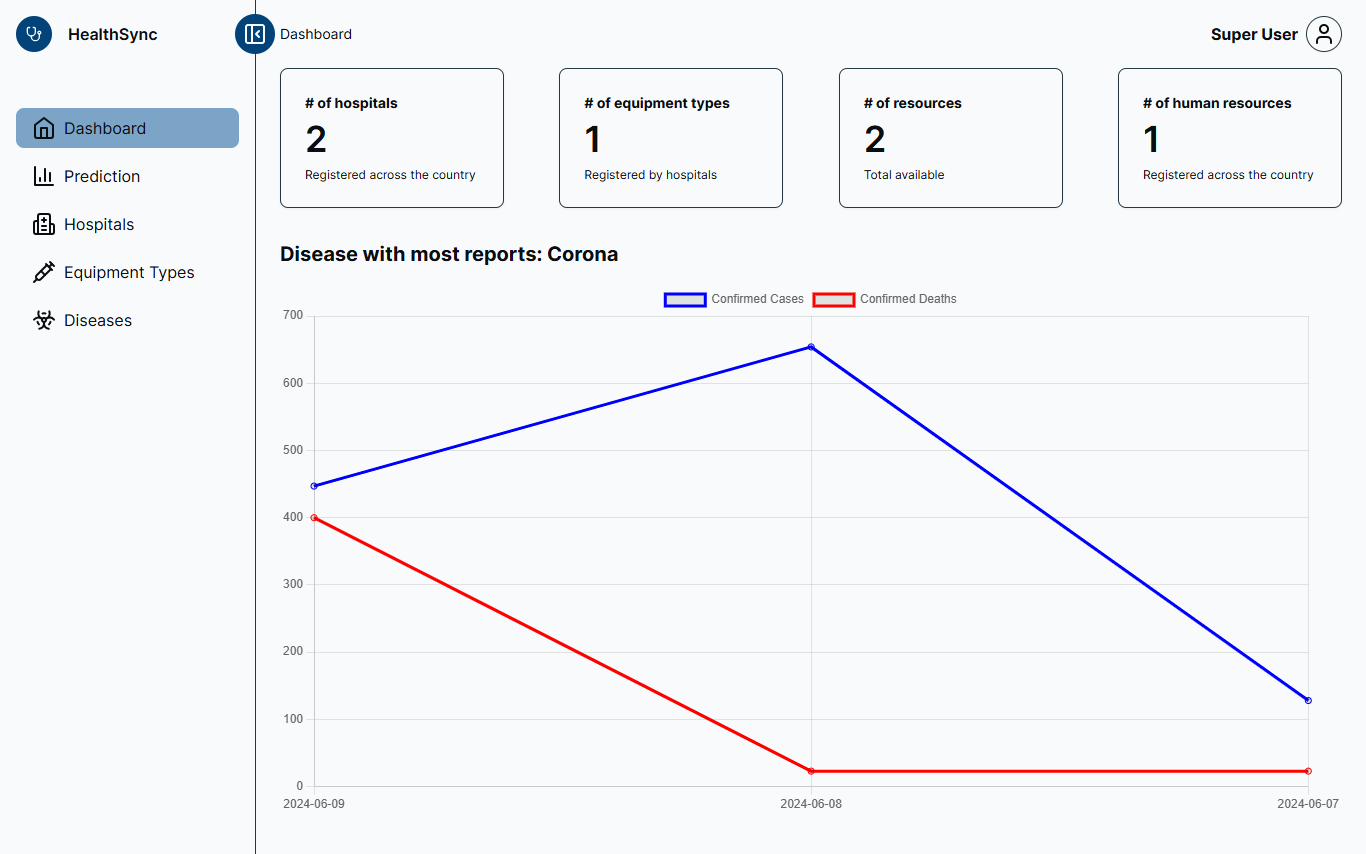 HealthSync
Dashboard
Super User
Dashboard
Prediction
Hospitals
Equipment Types
Diseases
# of hospitals
2
Registered across the country
# of equipment types
1
Registered by hospitals
# of resources
2
Total available
# of human resources
1
Registered across the country
Disease with most reports: Corona
Confirmed Cases Confirmed Deaths
700
600
500
400
300
200
100
0
2024-06-09 2024-06-08 2024-06-07